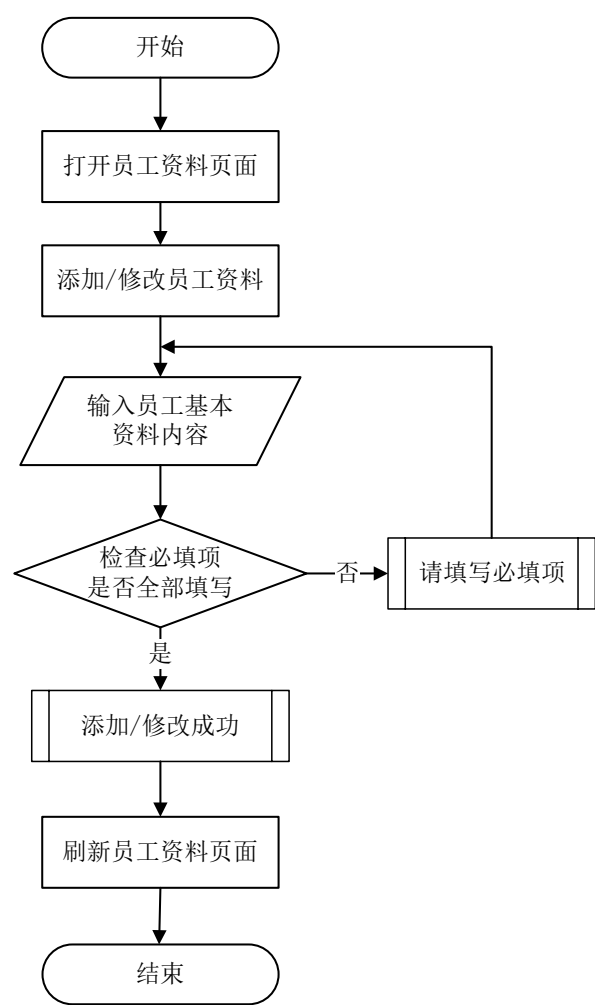 开始
打开员工资料页面
添加/修改员工资料
输入员工基本
资料内容
检查必填项
是否全部填写
否
请填写必填项
是
添加/修改成功
刷新员工资料页面
结束